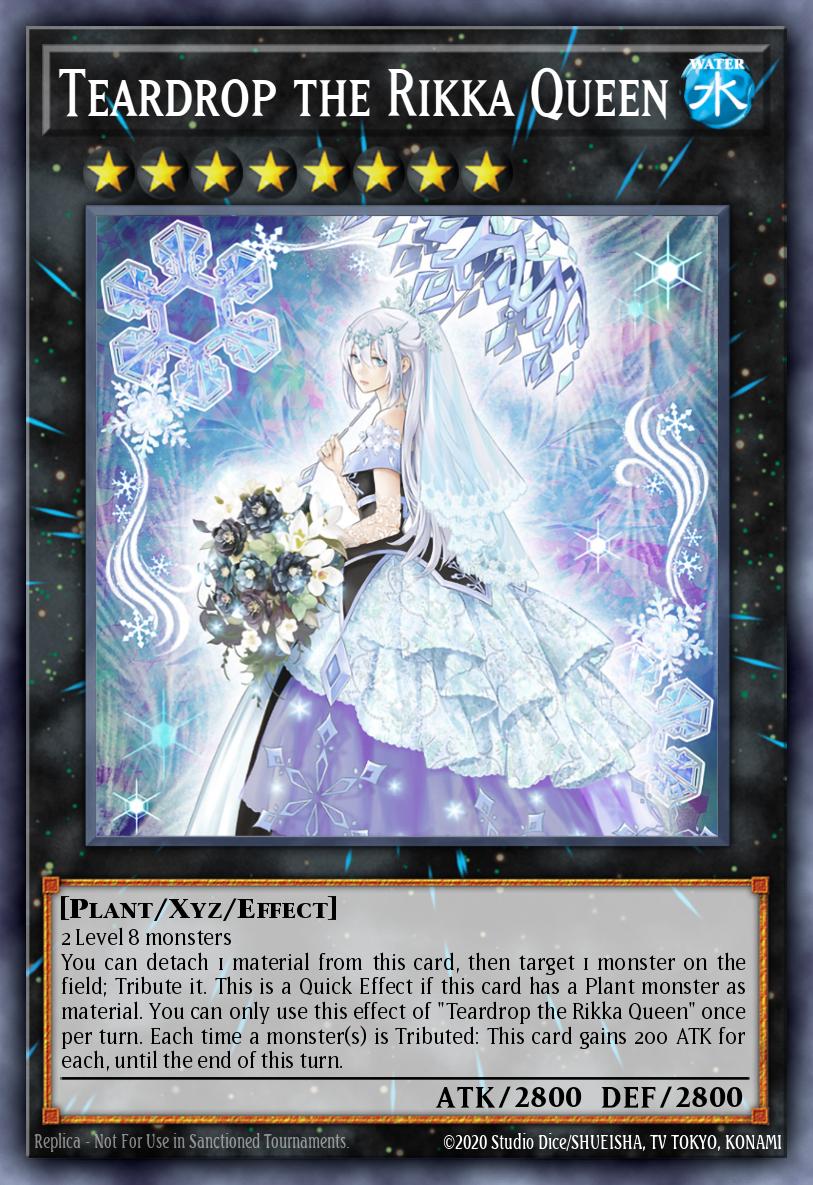 Teardrop the Rikka Queen
WATER
水
[Plant/Xyz/Effect]
2 Level 8 monsters
You can detach 1 material from this card, then target 1 monster on the
field; Tribute it. This is a Quick Effect if this card has a Plant monster as
material. You can only use this effect of "Teardrop the Rikka Queen" once
per turn. Each time a monster(s) is Tributed: This card gains 200 ATK for
each, until the end of this turn.
ATK/2800 DEF/2800
Replica - Not For Use in Sanctioned Tournaments.
©2020 Studio Dice/SHUEISHA, TV TOKYO, KONAMI